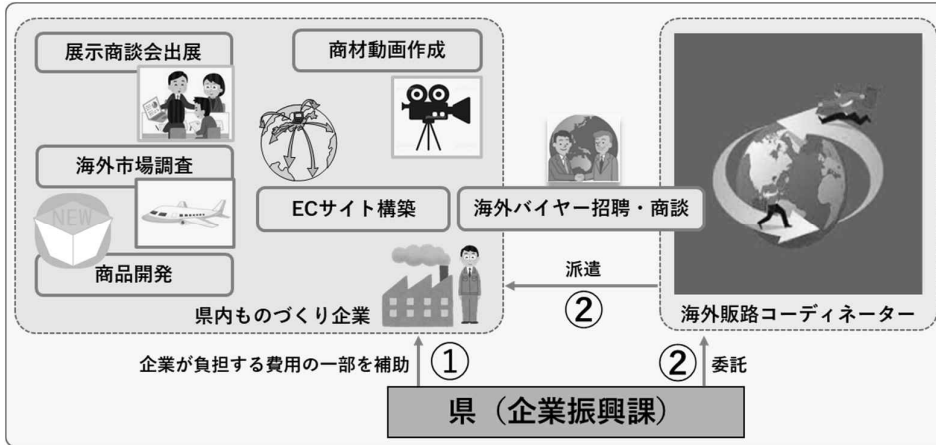 展示商談会出展
商材動画作成
海外市場調査
NEW
ECサイト構築
海外バイヤー招聘・商談
商品開発
県内ものづくり企業
派遣
②
海外販路コーディネーター
企業が負担する費用の一部を補助
①
②
委託
県（企業振興課）